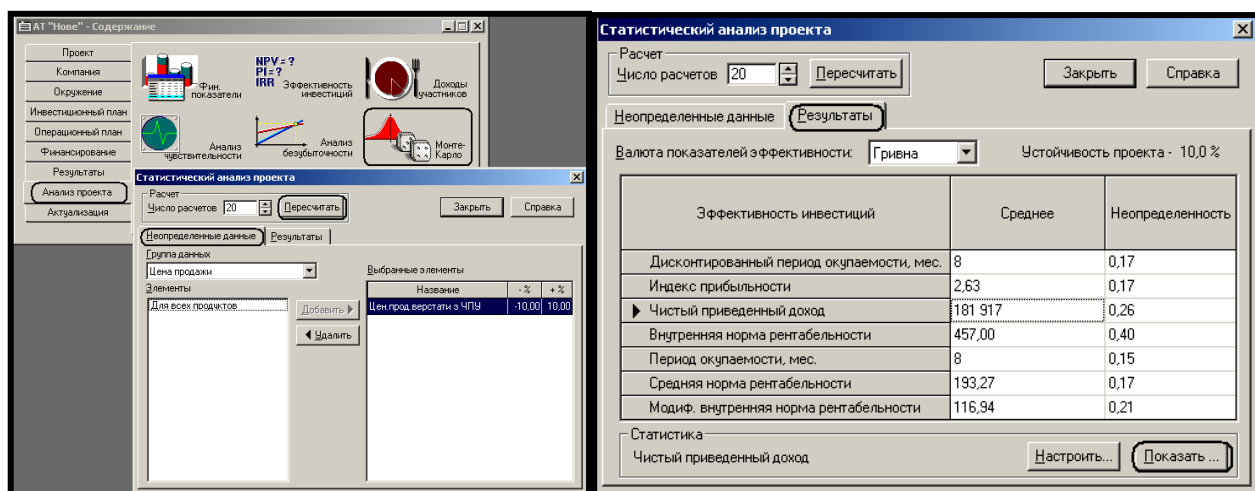 АТ "Нове" - Содержание
Проект
Компания
Окружение
Инвестиционный план
Операционный план
Финансирование
Результаты
Анализ проекта
Актуализация
Фин. показатели
NPV=?
PI=?
IRR Эффективность инвестиций
Доходы участников
Анализ чувствительности
Анализ безубыточности
Монте-Карло
Статистический анализ проекта
Расчет
Число расчетов 20 Пересчитать Закрыть Справка
Неопределенные данные Результаты
Группа данных
Цена продажи
Элементы
Для всех продуктов
Добавить
Удалить
Выбранные элементы
Название - % + %
Цен.прод.верстати з ЧПУ -10,00 10,00
Статистический анализ проекта
Расчет
Число расчетов 20 Пересчитать Закрыть Справка
Неопределенные данные Результаты
Валюта показателей эффективности: Гривна Устойчивость проекта - 10,0 %
Эффективность инвестиций Среднее Неопределенность
Дисконтированный период окупаемости, мес. 8 0,17
Индекс прибыльности 2,63 0,17
Чистый приведенный доход 181 917 0,26
Внутренняя норма рентабельности 457,00 0,40
Период окупаемости, мес. 8 0,15
Средняя норма рентабельности 193,27 0,17
Модиф. внутренняя норма рентабельности 116,94 0,21
Статистика
Чистый приведенный доход Настроить... Показать ...